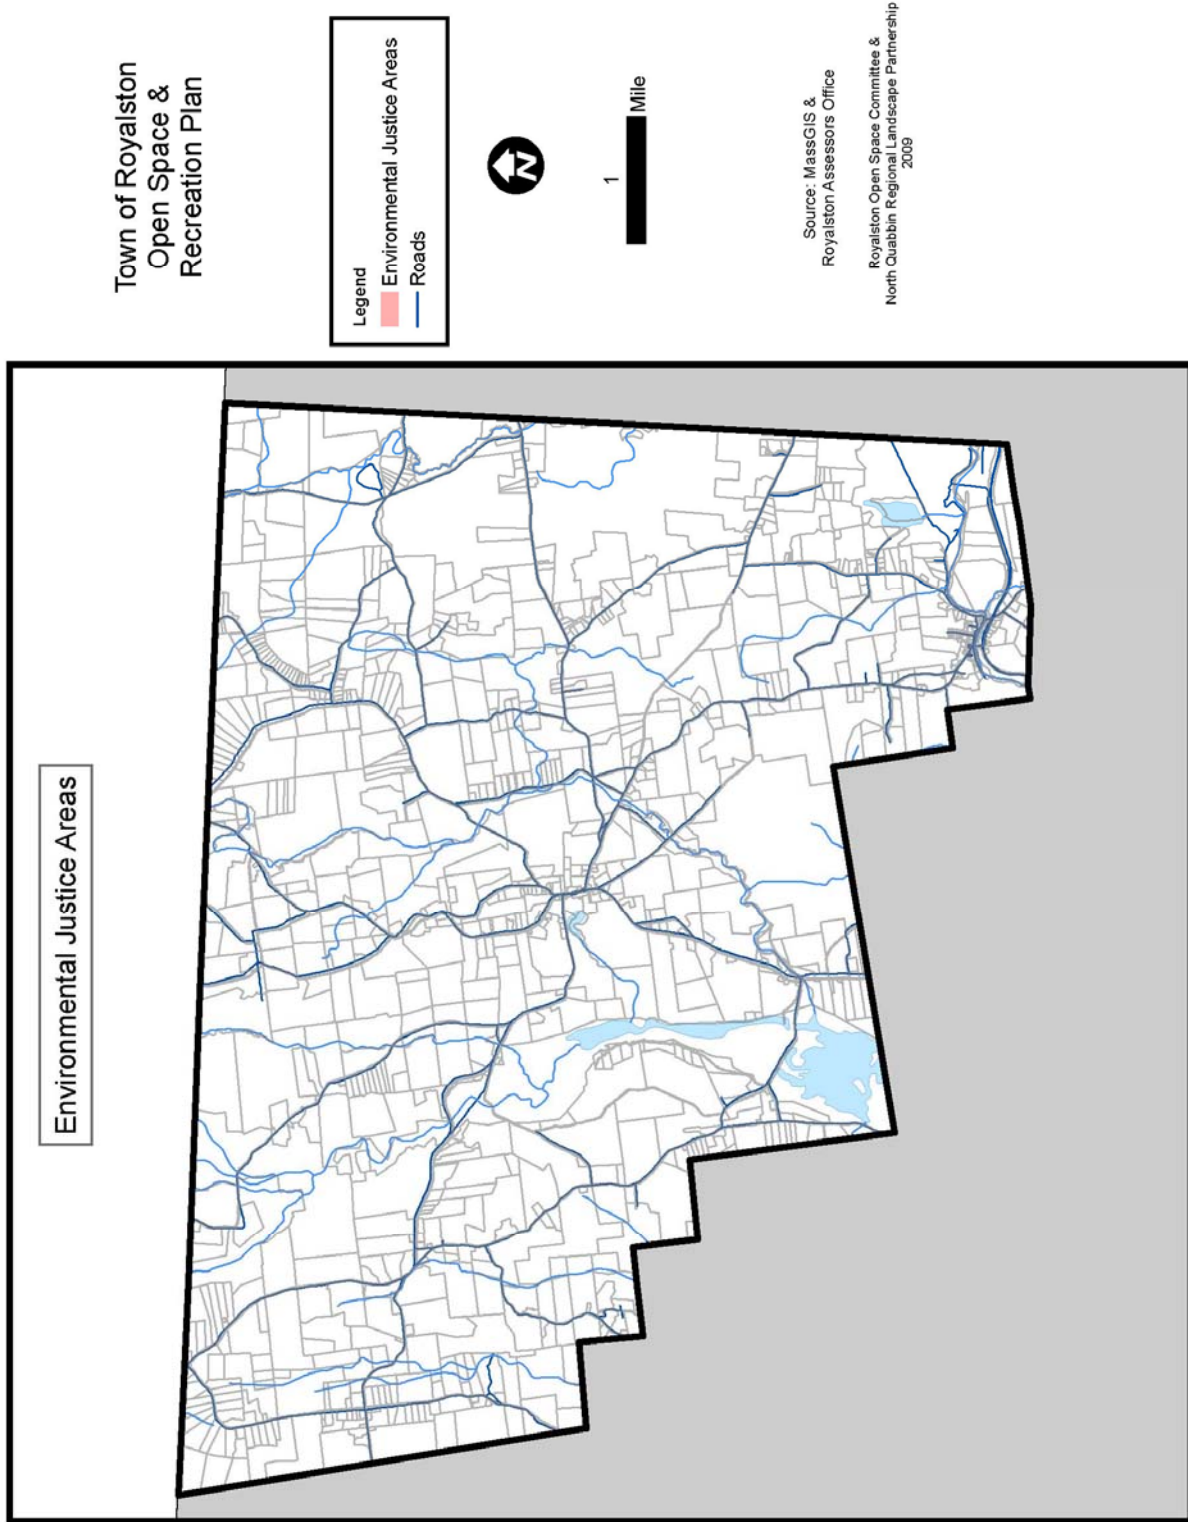 Environmental Justice Areas
Town of Royalston
Open Space &
Recreation Plan
Legend
Environmental Justice Areas
Roads
N
1
Mile
Source: MassGIS &
Royalston Assessors Office
Royalston Open Space Committee &
North Quabbin Regional Landscape Partnership
2009